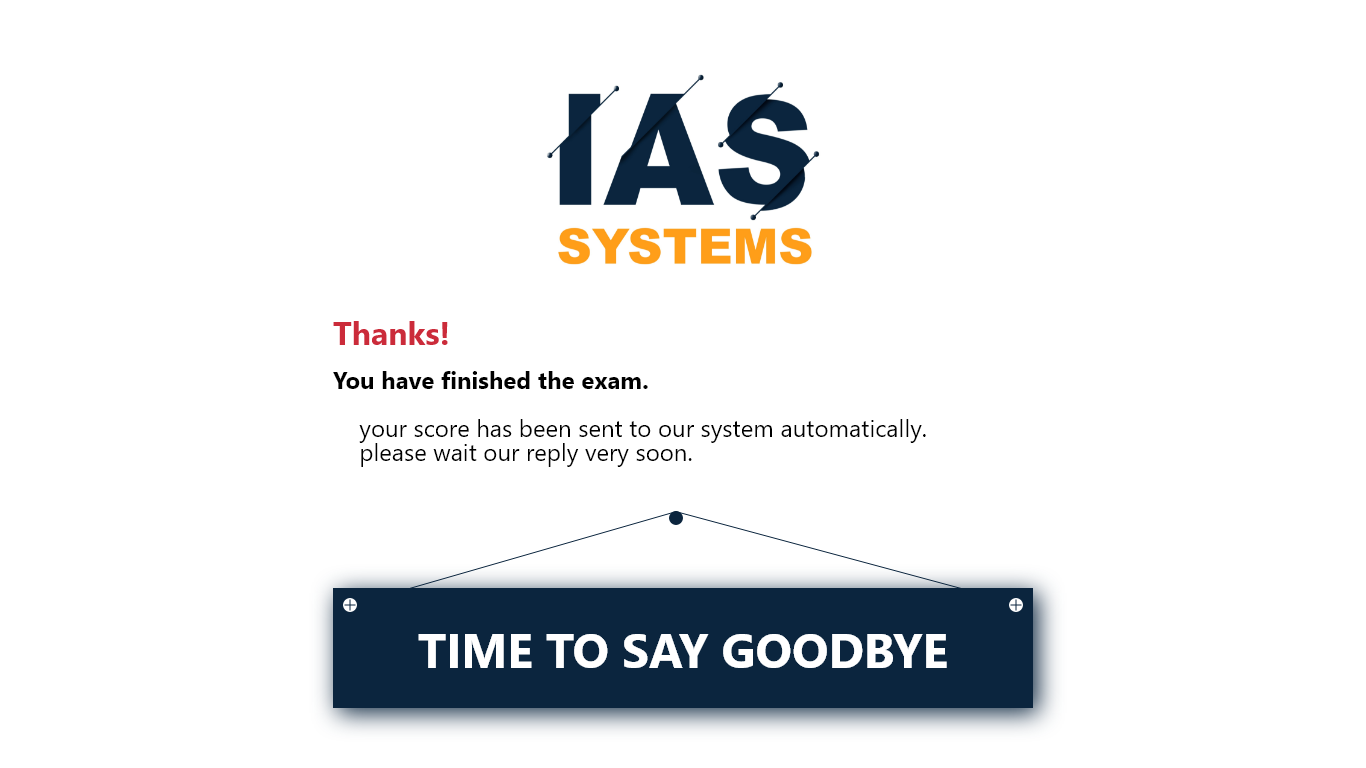 IAS
SYSTEMS
Thanks!
You have finished the exam.
your score has been sent to our system automatically.
please wait our reply very soon.
TIME TO SAY GOODBYE